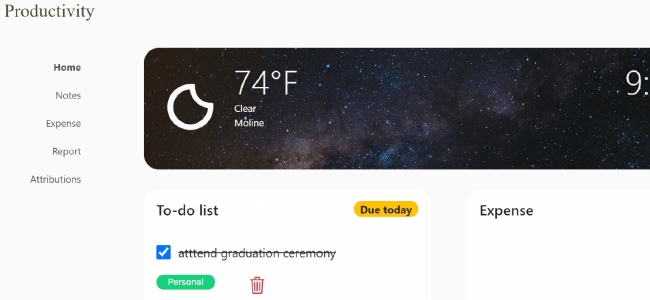 Productivity
Home
Notes
Expense
Report
Attributions
74°F
Clear
Moline
9:
To-do list
Due today
atttend graduation ceremony
Personal
Expense